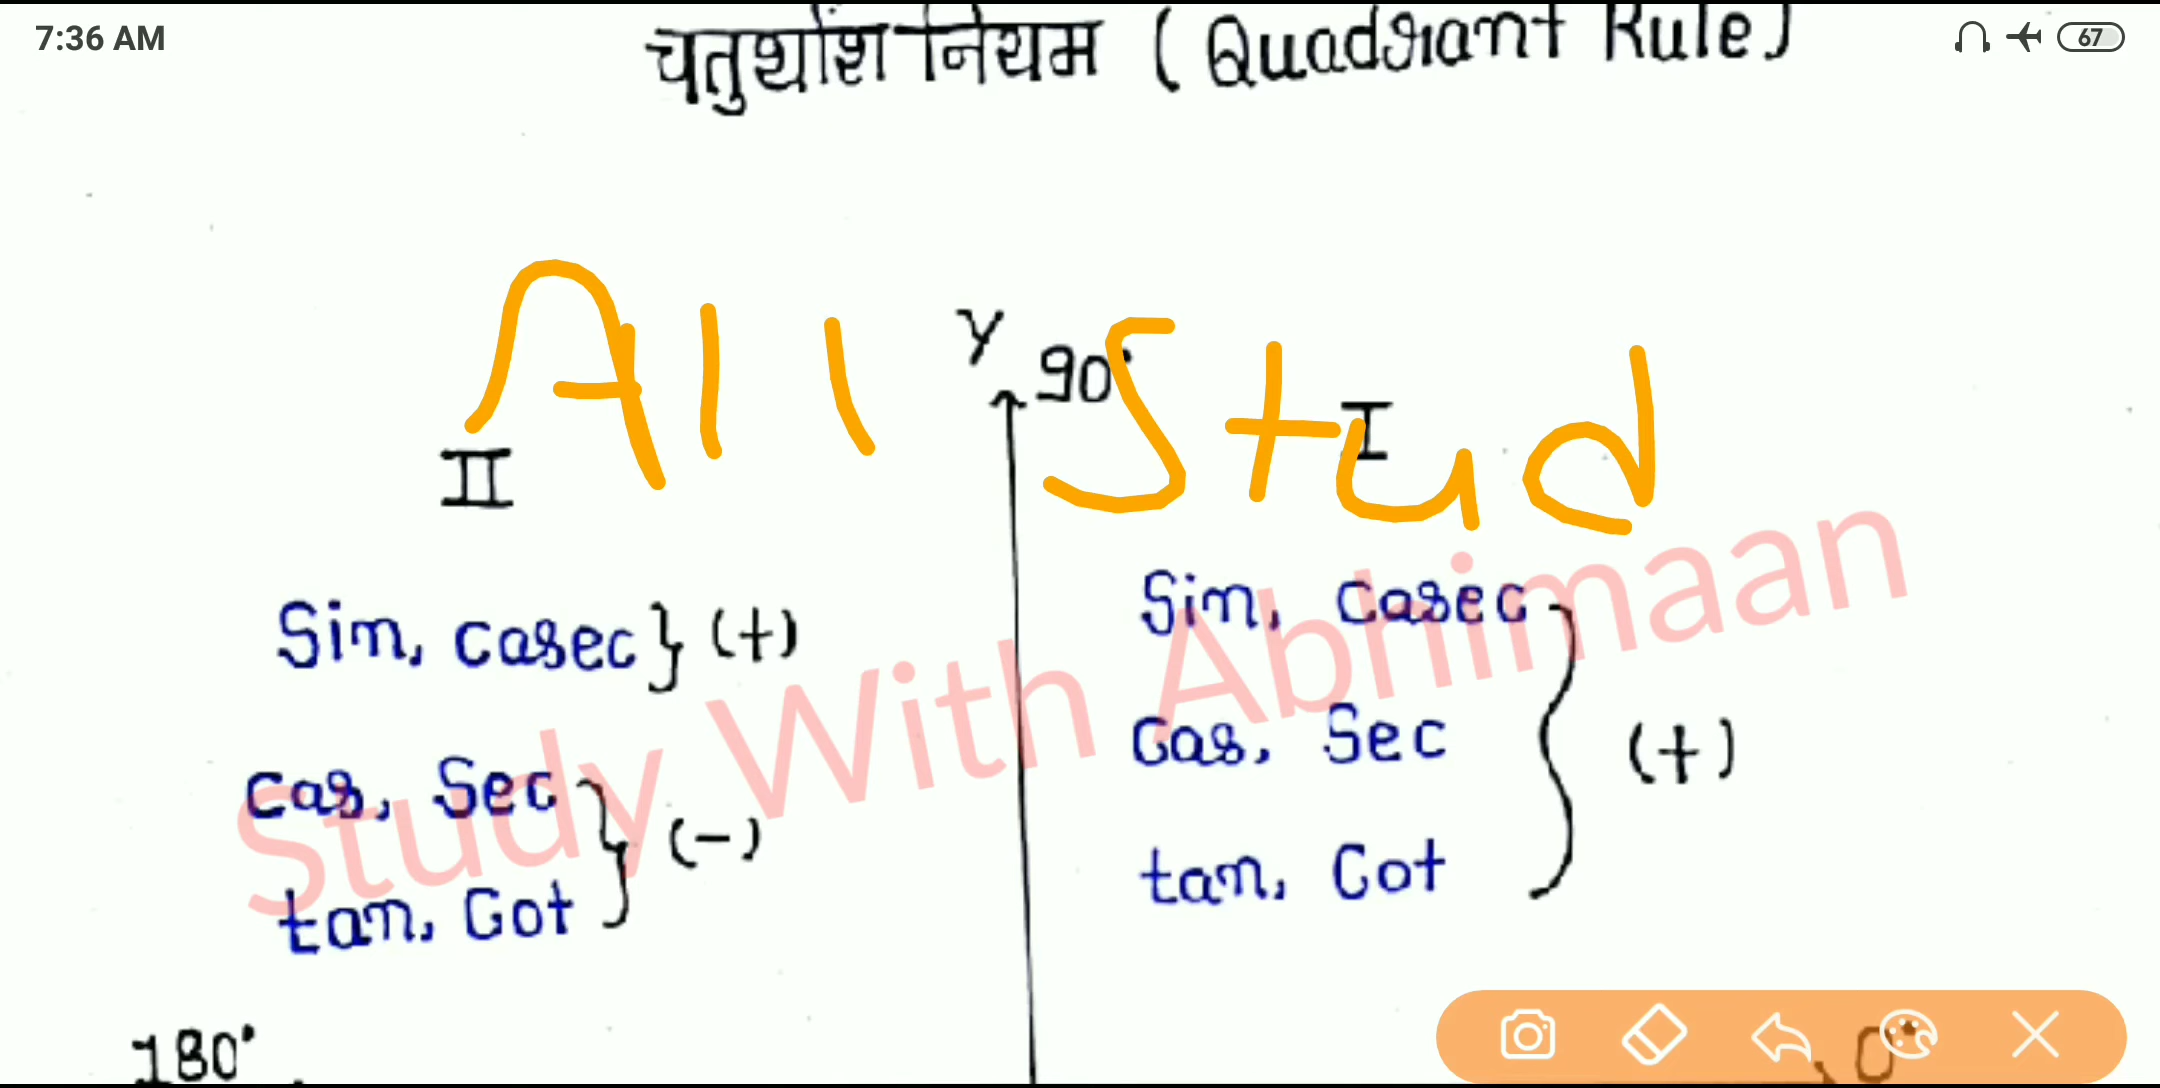 7:36 AM
67
चतुर्थांश नियम (Quadrant Rule)
All Stud
Y 90°
II
I
Sin, cosec } (+)
Sin, Cosec
Cos, Sec
tan, Cot
(+)
cos, Sec
tan, Cot
(-)
Study With Abhimaan
180°
0°